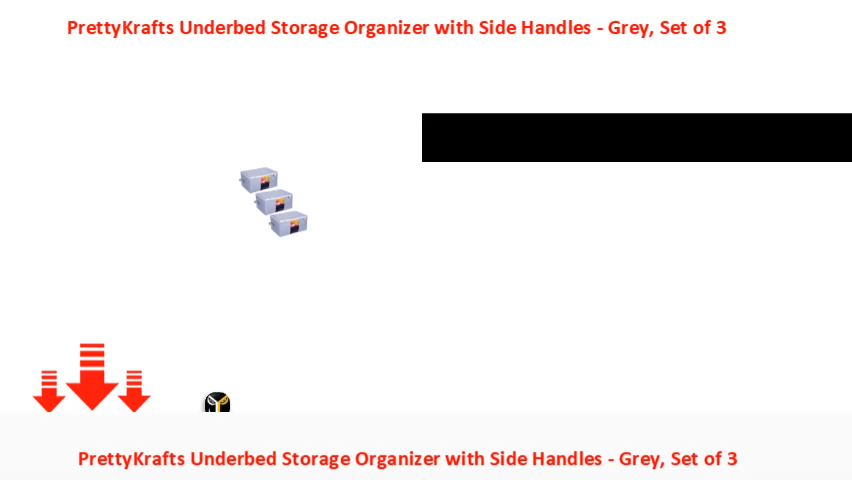 PrettyKrafts Underbed Storage Organizer with Side Handles - Grey, Set of 3
PrettyKrafts Underbed Storage Organizer with Side Handles - Grey, Set of 3